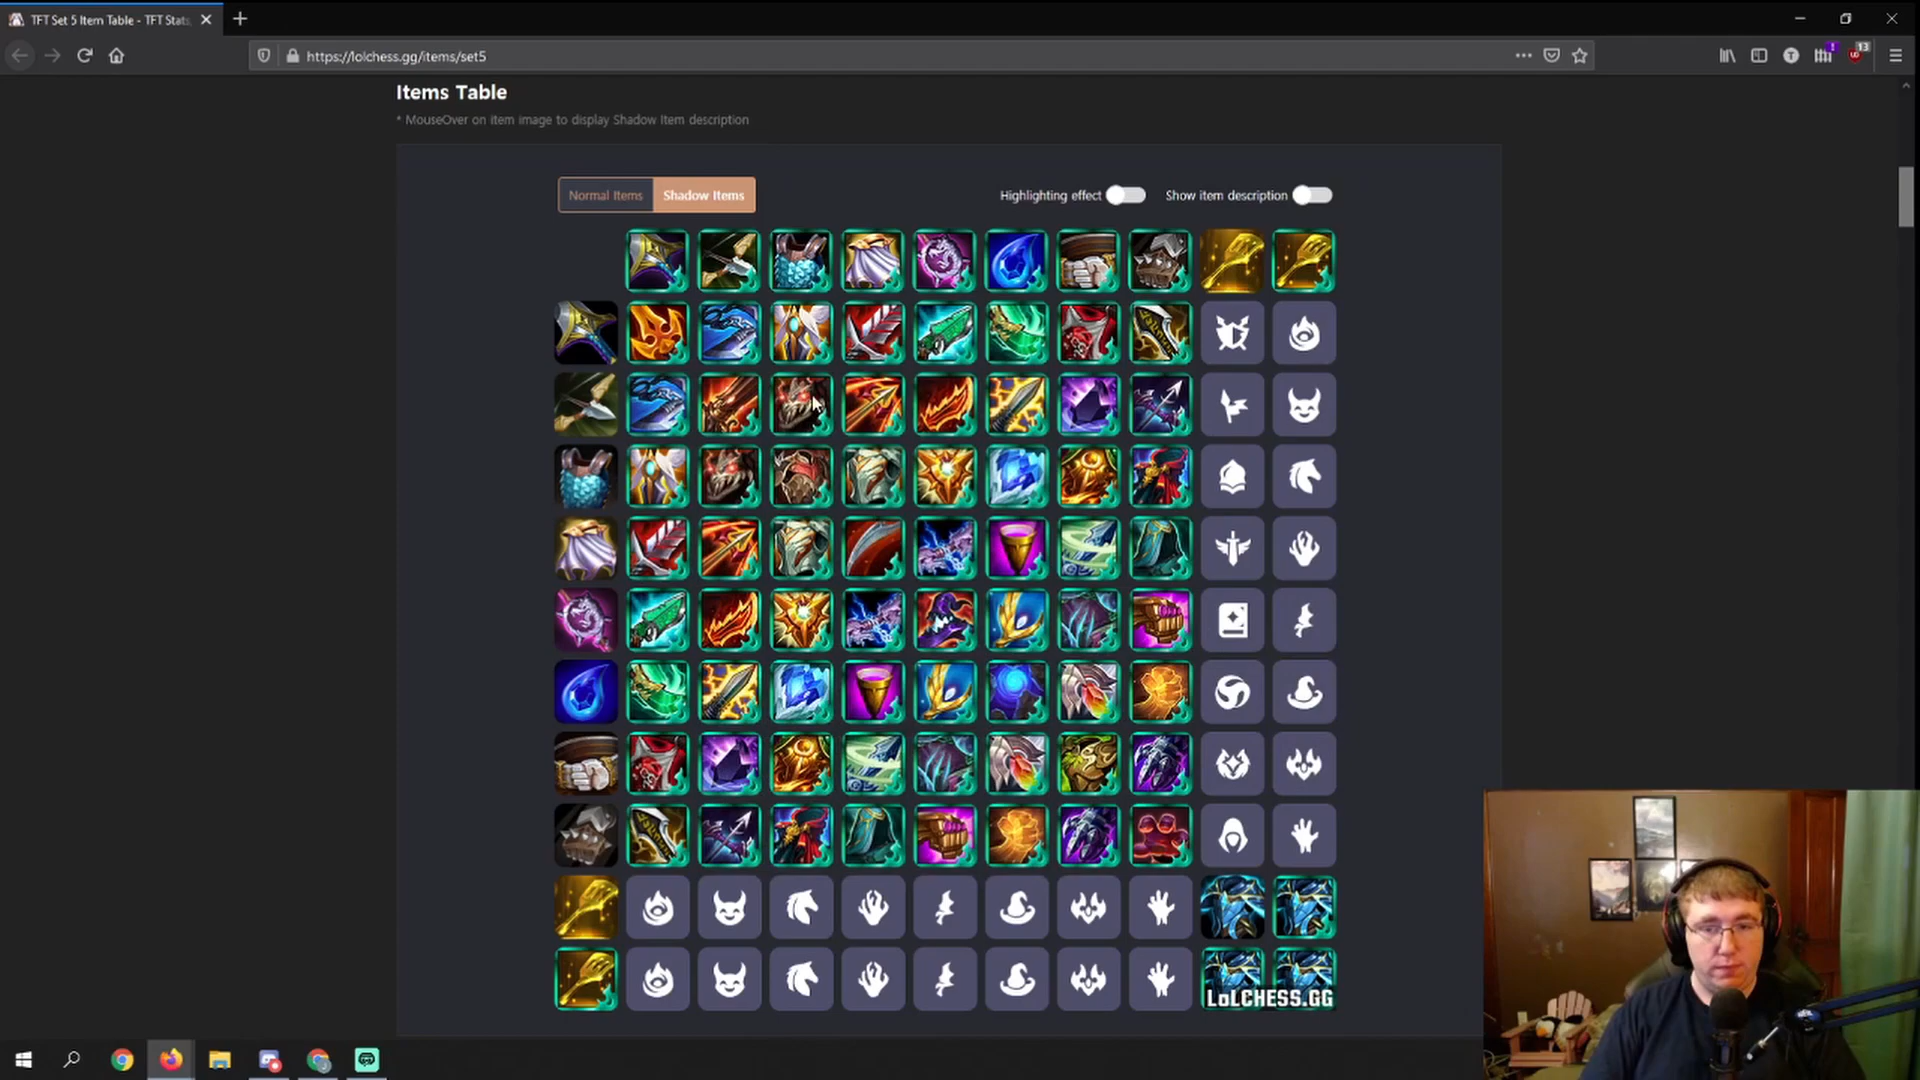 TFT Set 5 Item Table - TFT Stats
https://lolchess.gg/items/set5
13
Items Table
* MouseOver on item image to display Shadow Item description
Normal Items
Shadow Items
Highlighting effect
Show item description
LoLCHESS.GG